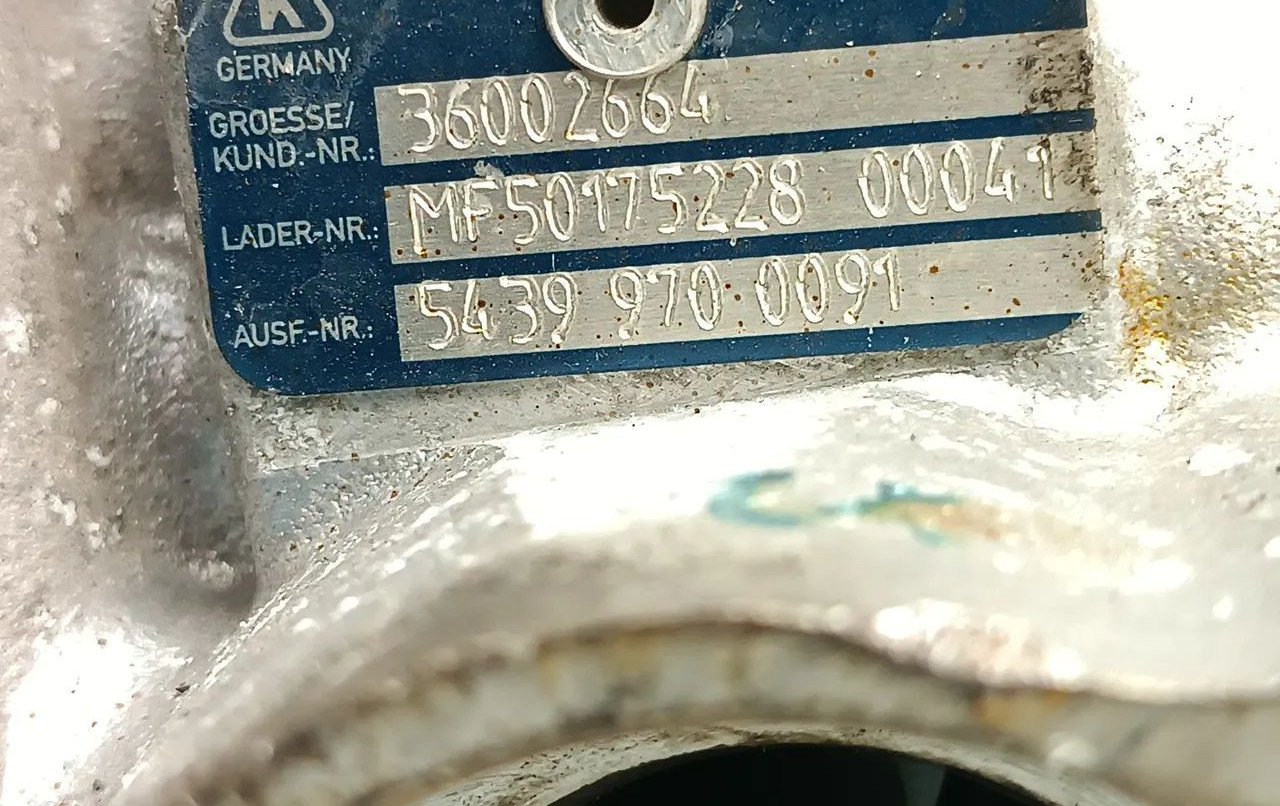 K
GERMANY
GROESSE/
KUND.-NR.: 36002664
LADER-NR.: MF50175228 00041
AUSF.-NR.: 5439 970 0091